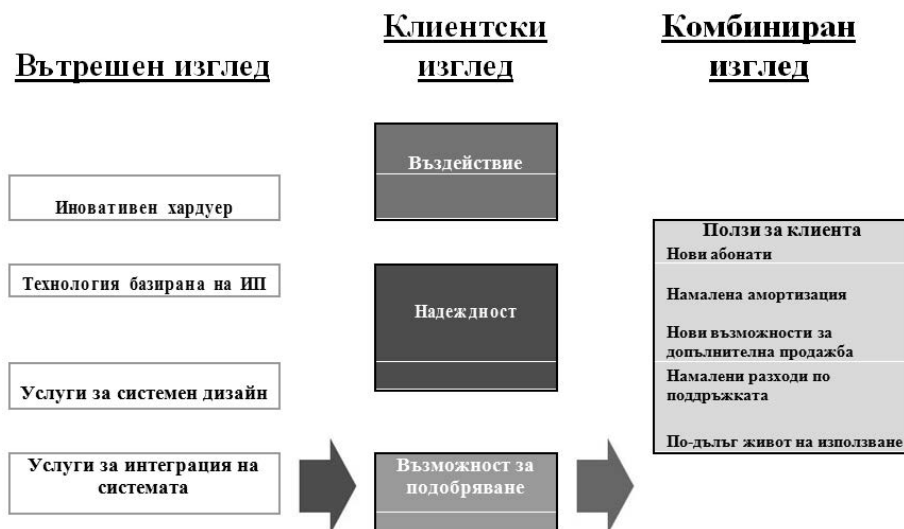 Вътрешен изглед
Клиентски
изглед
Комбиниран
изглед
Иновативен хардуер
Технология базирана на ИП
Услуги за системен дизайн
Услуги за интеграция на
системата
Въздействие
Надеждност
Възможност за
подобряване
Ползи за клиента
Нови абонати
Намалена амортизация
Нови възможности за
допълнителна продажба
Намалени разходи по
поддръжката
По-дълъг живот на използване